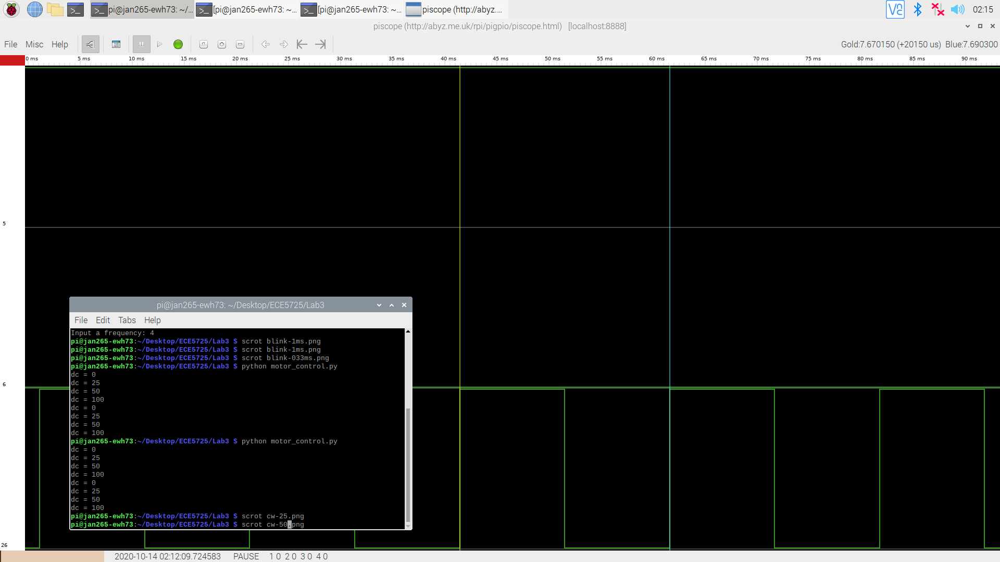 pi@jan265-ewh73: ~/... [pi@jan265-ewh73: ~... [pi@jan265-ewh73: ~... piscope (http://abyz.... 02:15
piscope (http://abyz.me.uk/rpi/pigpio/piscope.html) [localhost:8888]
File Misc Help Gold:7.670150 (+20150 us) Blue:7.690300
0 ms 5 ms 10 ms 15 ms 20 ms 25 ms 30 ms 35 ms 40 ms 45 ms 50 ms 55 ms 60 ms 65 ms 70 ms 75 ms 80 ms 85 ms 90 ms
5
6
pi@jan265-ewh73: ~/Desktop/ECE5725/Lab3
File Edit Tabs Help
Input a frequency: 4
pi@jan265-ewh73:~/Desktop/ECE5725/Lab3 $ scrot blink-1ms.png
pi@jan265-ewh73:~/Desktop/ECE5725/Lab3 $ scrot blink-1ms.png
pi@jan265-ewh73:~/Desktop/ECE5725/Lab3 $ scrot blink-033ms.png
pi@jan265-ewh73:~/Desktop/ECE5725/Lab3 $ python motor_control.py
dc = 0
dc = 25
dc = 50
dc = 100
dc = 0
dc = 25
dc = 50
dc = 100
pi@jan265-ewh73:~/Desktop/ECE5725/Lab3 $ python motor_control.py
dc = 0
dc = 25
dc = 50
dc = 100
dc = 0
dc = 25
dc = 50
dc = 100
pi@jan265-ewh73:~/Desktop/ECE5725/Lab3 $ scrot cw-25.png
pi@jan265-ewh73:~/Desktop/ECE5725/Lab3 $ scrot cw-50.png
26
2020-10-14 02:12:09.724583 PAUSE 1 0 2 0 3 0 4 0